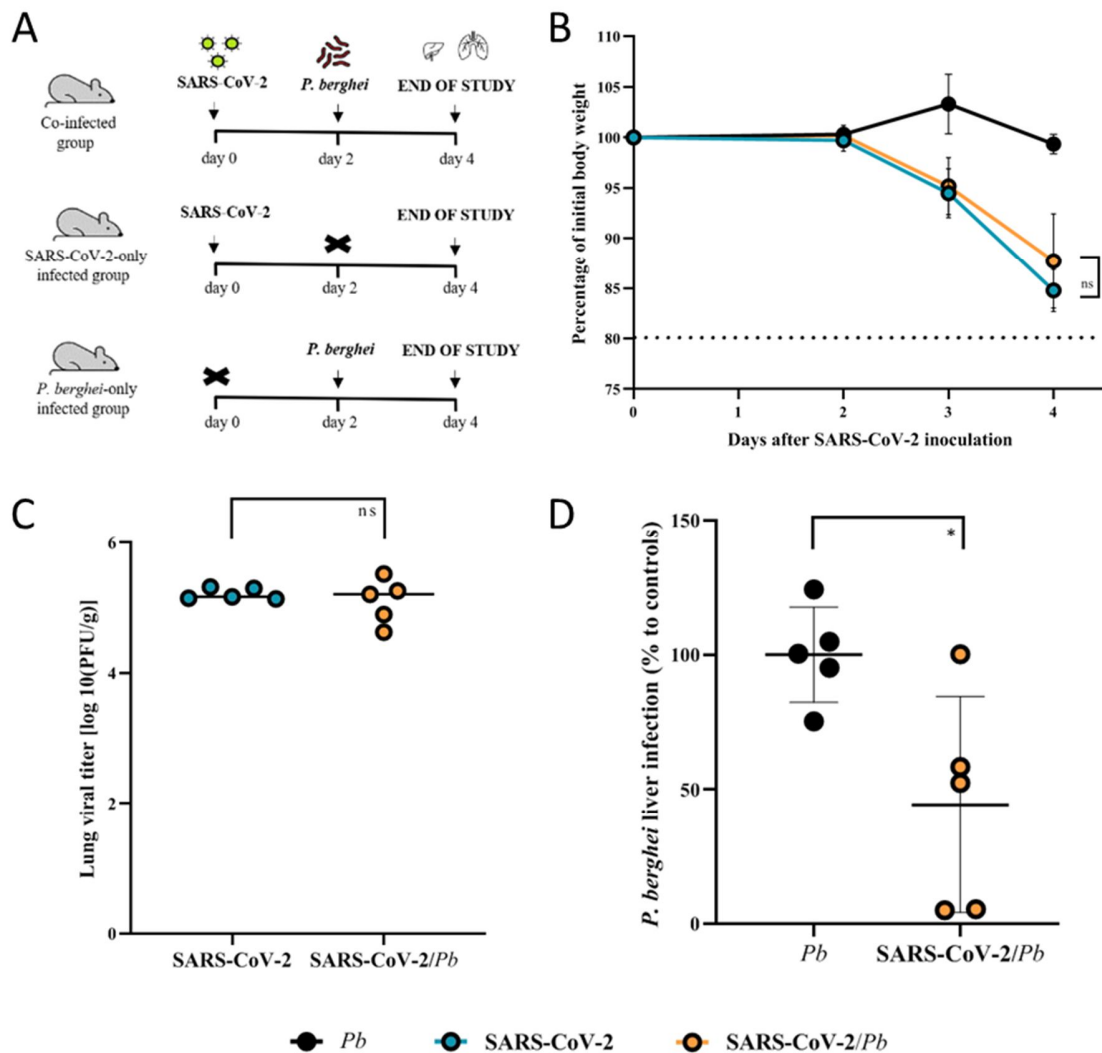 A
SARS-CoV-2
P. berghei
END OF STUDY
Co-infected
group
day 0
day 2
day 4
SARS-CoV-2
END OF STUDY
SARS-CoV-2-only
infected group
day 0
day 2
day 4
P. berghei
END OF STUDY
P. berghei-only
infected group
day 0
day 2
day 4
B
Percentage of initial body weight
110
105
100
95
90
85
80
75
ns
0
1
2
3
4
Days after SARS-CoV-2 inoculation
C
Lung viral titer [log 10(PFU/g)]
ns
6
4
2
0
SARS-CoV-2
SARS-CoV-2/Pb
D
P. berghei liver infection (% to controls)
150
*
100
50
0
Pb
SARS-CoV-2/Pb
Pb
SARS-CoV-2
SARS-CoV-2/Pb